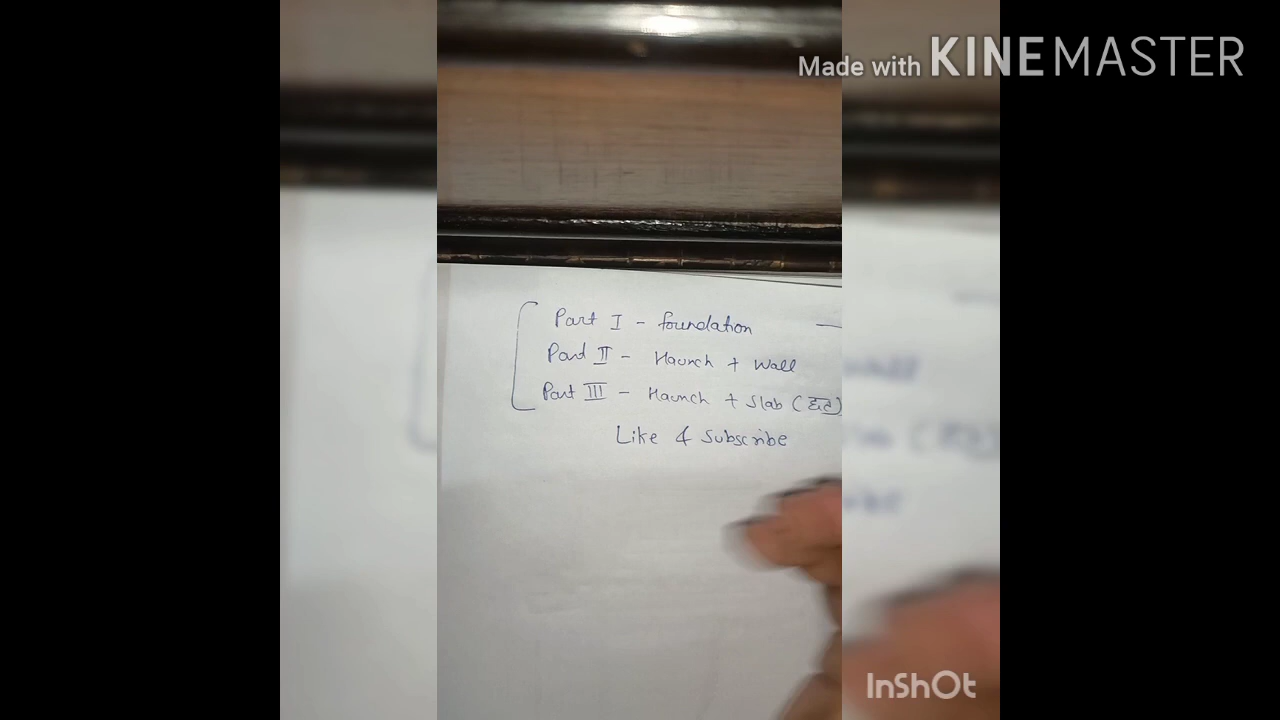 Made with KINEMASTER
Part I - foundation
Part II - Haunch + Wall
Part III - Haunch + Slab (छत)
Like & Subscribe
InShOt